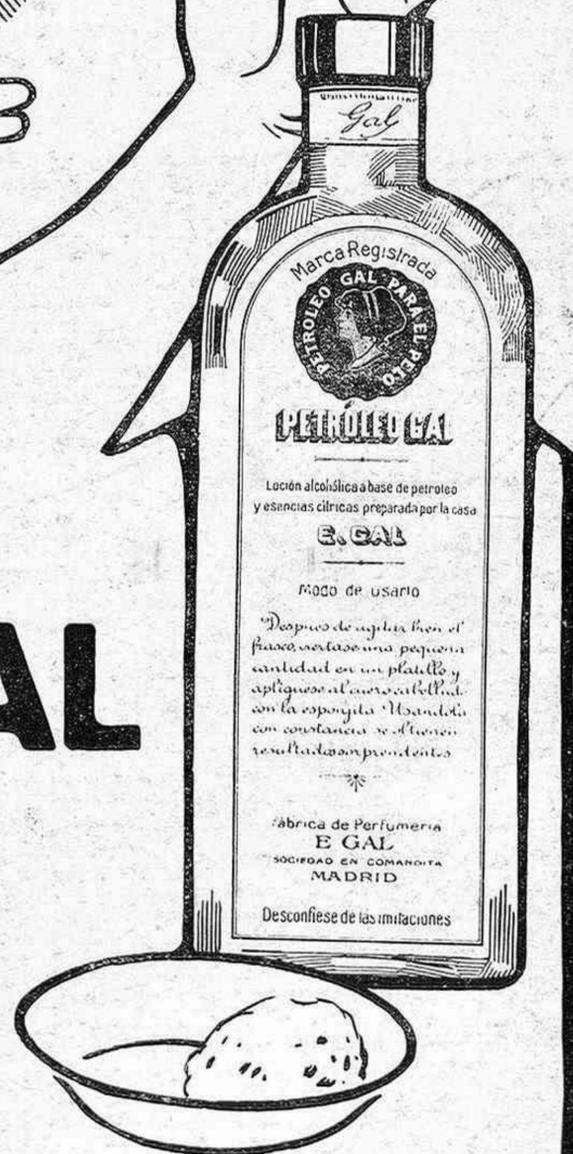 Gal
Marca Registrada
PETROLEO GAL PARA EL PELO
PETRÓLEO GAL
Loción alcohólica a base de petroleo
y esencias citricas preparada por la casa
E. GAL
Modo de usarlo
Despues de agitar bien el
frasco, viertase una pequeña
cantidad en un platillo y
apliquese al cuero cabellud
con la esponjita Usandola
con constancia se obtienen
resultados sorprendentes
fábrica de Perfumeria
E GAL
SOCIEDAD EN COMANDITA
MADRID
Desconfiese de las imitaciones
AL